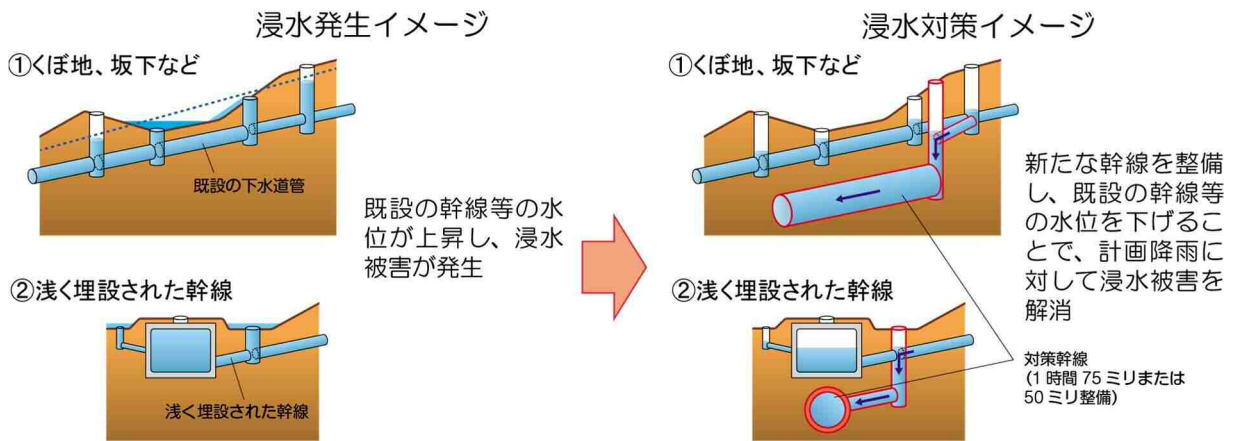 浸水発生イメージ
①くぼ地、坂下など
既設の下水道管
既設の幹線等の水
位が上昇し、浸水
被害が発生
②浅く埋設された幹線
浅く埋設された幹線
浸水対策イメージ
①くぼ地、坂下など
新たな幹線を整備
し、既設の幹線等
の水位を下げるこ
とで、計画降雨に
対して浸水被害を
解消
②浅く埋設された幹線
対策幹線
(1 時間 75 ミリまたは
50 ミリ整備)